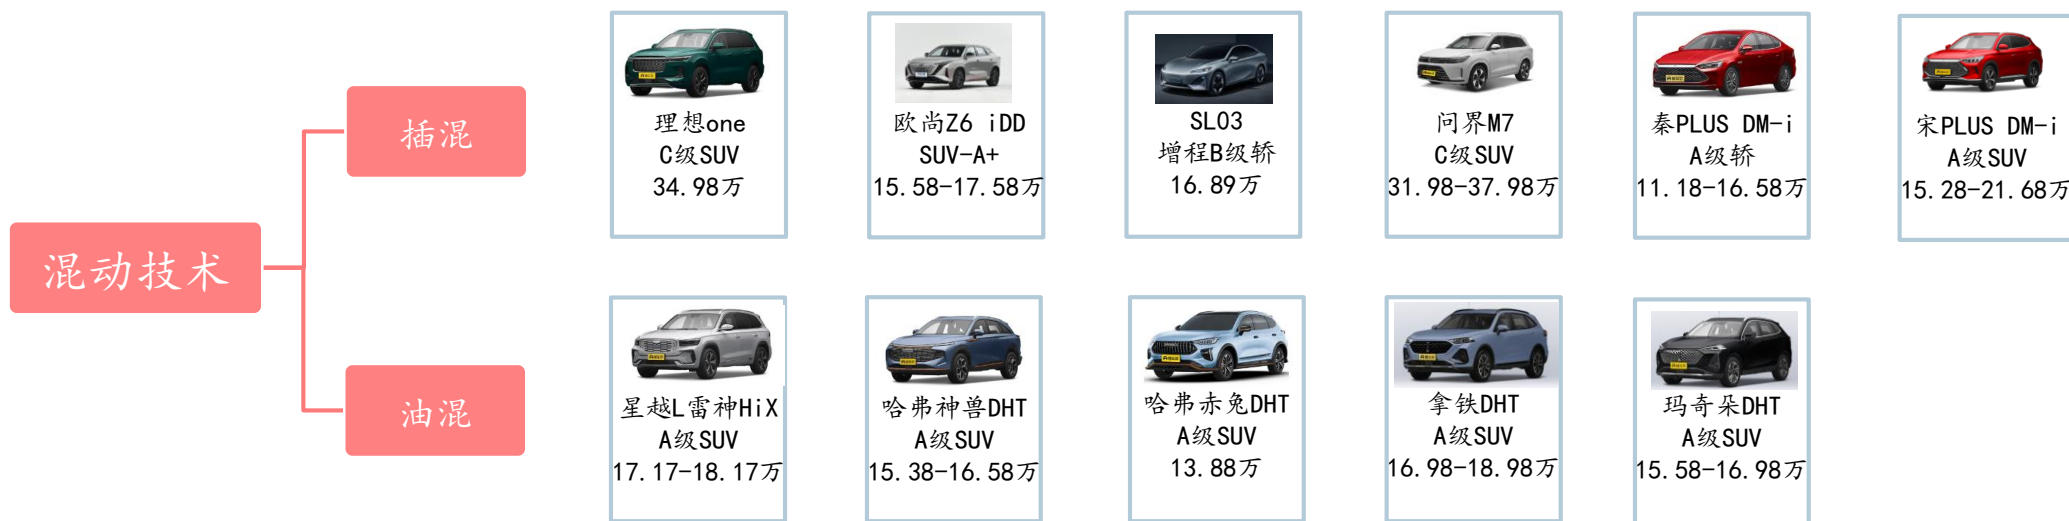 混动技术
插混
理想one
C级SUV
34.98万
欧尚Z6 iDD
SUV-A+
15.58-17.58万
SL03
增程B级轿
16.89万
问界M7
C级SUV
31.98-37.98万
秦PLUS DM-i
A级轿
11.18-16.58万
宋PLUS DM-i
A级SUV
15.28-21.68万
油混
星越L雷神HiX
A级SUV
17.17-18.17万
哈弗神兽DHT
A级SUV
15.38-16.58万
哈弗赤兔DHT
A级SUV
13.88万
拿铁DHT
A级SUV
16.98-18.98万
玛奇朵DHT
A级SUV
15.58-16.98万